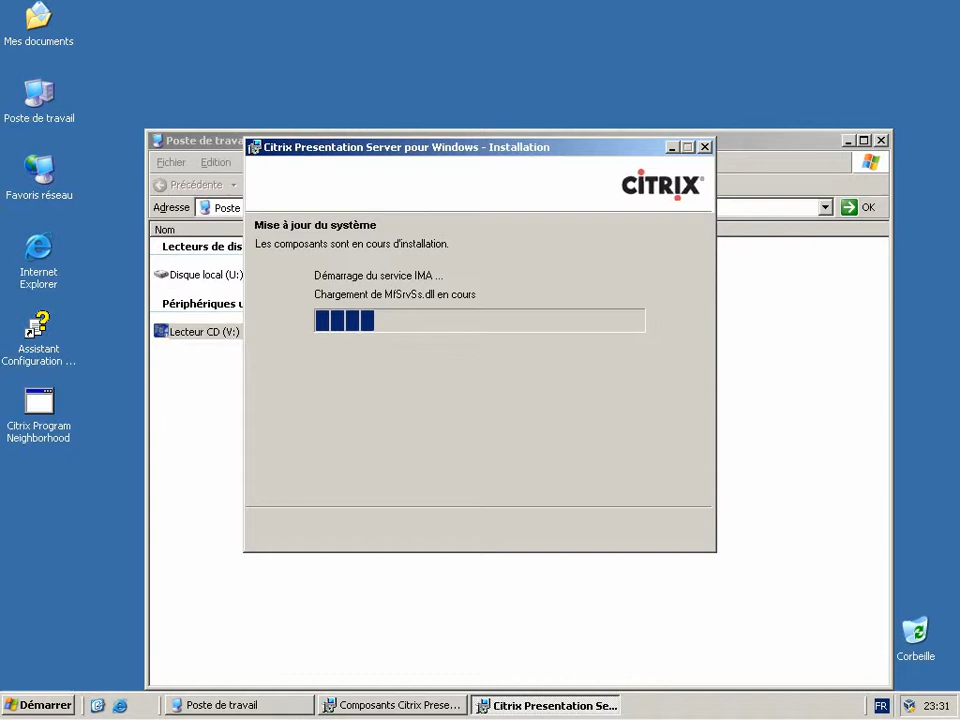 Mes documents
Poste de travail
Favoris réseau
Internet
Explorer
Assistant
Configuration ...
Citrix Program
Neighborhood
Poste de trava
Fichier
Edition
Précédente
Adresse
Poste
OK
Nom
Lecteurs de dis
Disque local (U:)
Périphériques u
Lecteur CD (V:)
Citrix Presentation Server pour Windows - Installation
CITRIX
Mise à jour du système
Les composants sont en cours d'installation.
Démarrage du service IMA ...
Chargement de MfSrvSs.dll en cours
Corbeille
Démarrer
Poste de travail
Composants Citrix Prese...
Citrix Presentation Se...
FR
23:31